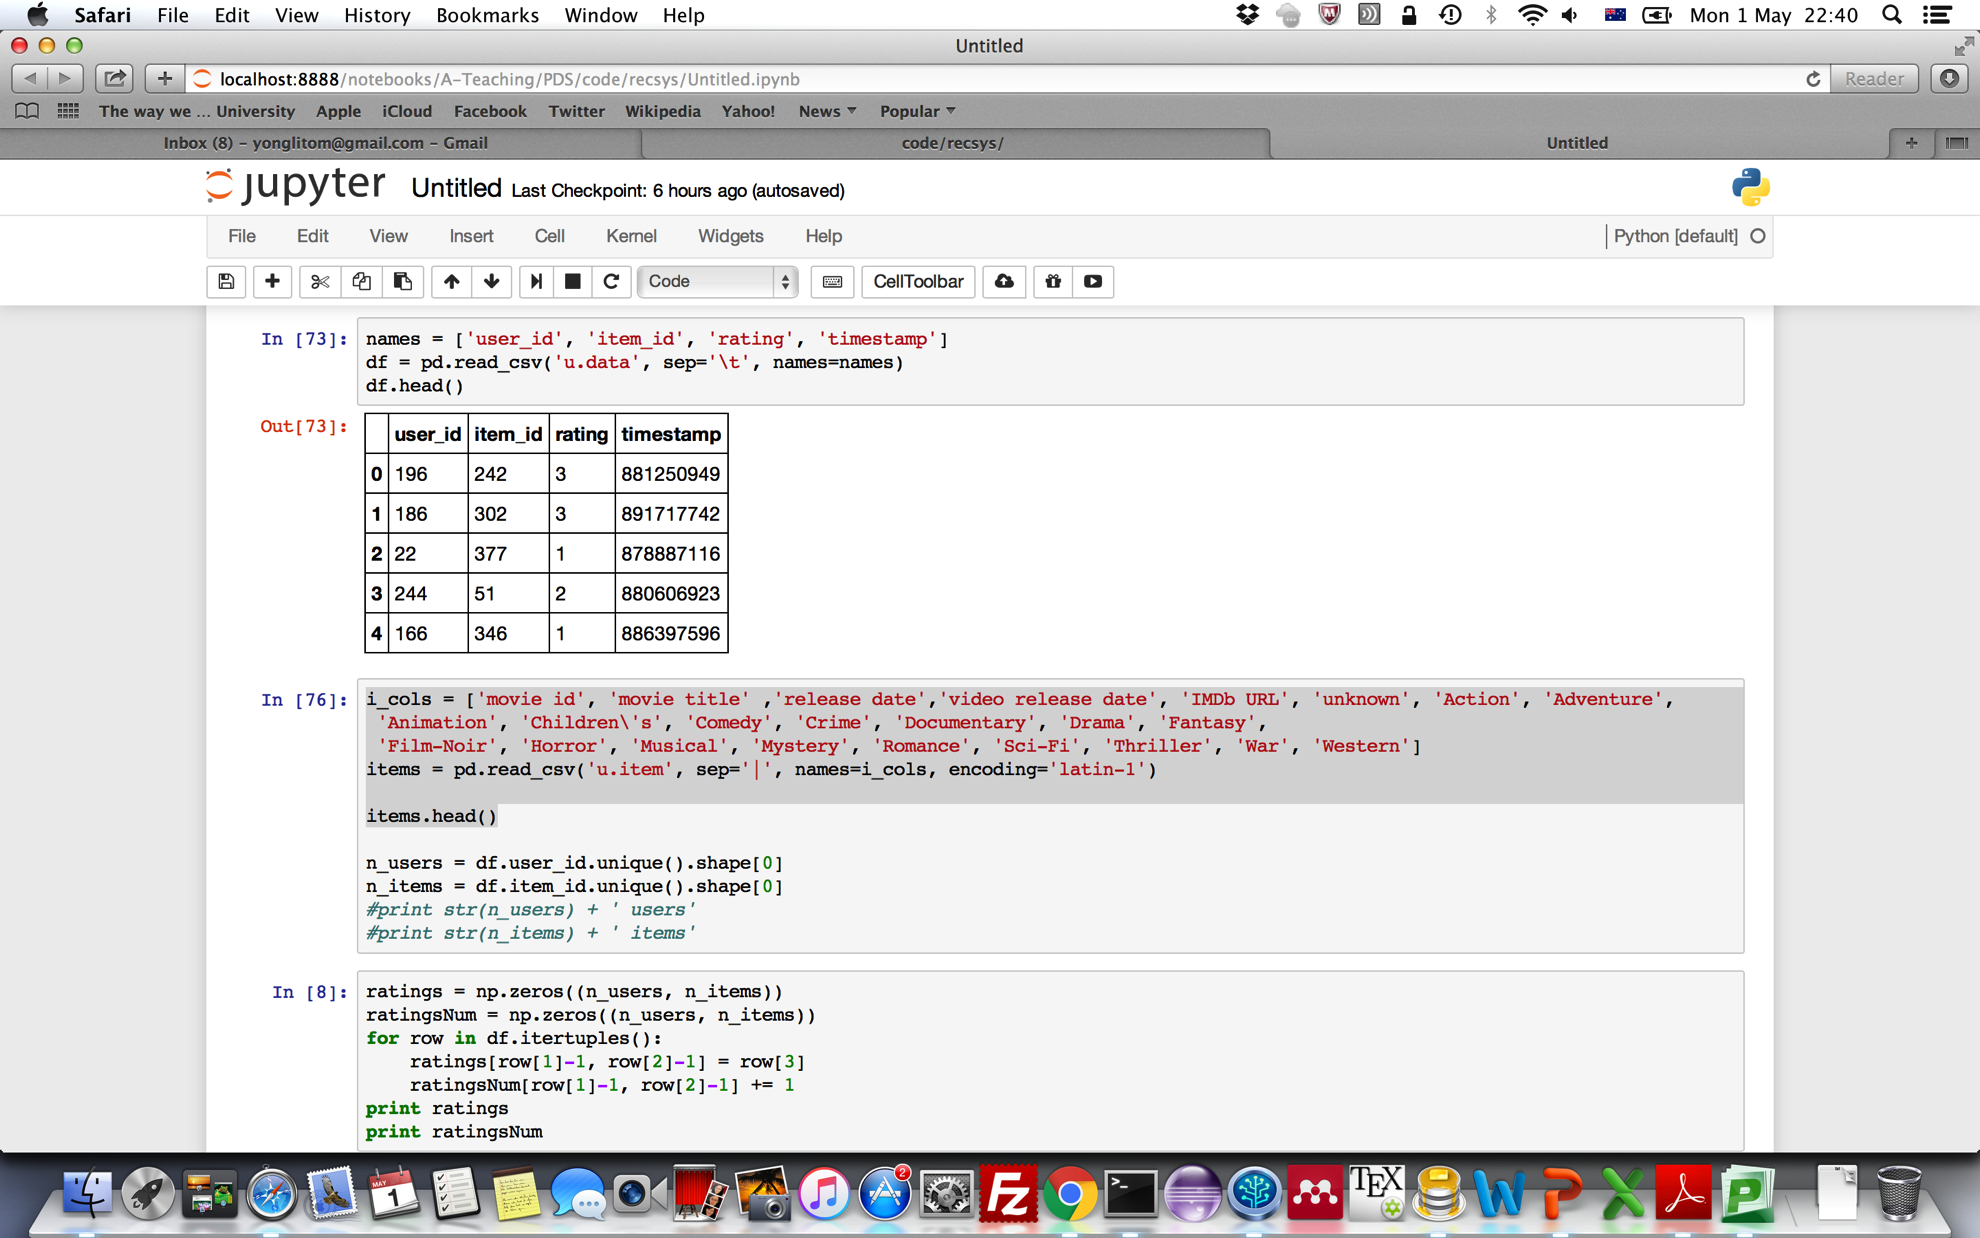 Safari File Edit View History Bookmarks Window Help Mon 1 May 22:40
Untitled
localhost:8888/notebooks/A-Teaching/PDS/code/recsys/Untitled.ipynb Reader
The way we ... University Apple iCloud Facebook Twitter Wikipedia Yahoo! News Popular
Inbox (8) – yonglitom@gmail.com – Gmail code/recsys/ Untitled
jupyter Untitled Last Checkpoint: 6 hours ago (autosaved)
File Edit View Insert Cell Kernel Widgets Help Python [default]
Code CellToolbar
In [73]: names = ['user_id', 'item_id', 'rating', 'timestamp']
df = pd.read_csv('u.data', sep='\t', names=names)
df.head()
Out[73]:
user_id item_id rating timestamp
0 196 242 3 881250949
1 186 302 3 891717742
2 22 377 1 878887116
3 244 51 2 880606923
4 166 346 1 886397596
In [76]: i_cols = ['movie id', 'movie title' ,'release date','video release date', 'IMDb URL', 'unknown', 'Action', 'Adventure',
'Animation', 'Children\'s', 'Comedy', 'Crime', 'Documentary', 'Drama', 'Fantasy',
'Film-Noir', 'Horror', 'Musical', 'Mystery', 'Romance', 'Sci-Fi', 'Thriller', 'War', 'Western']
items = pd.read_csv('u.item', sep='|', names=i_cols, encoding='latin-1')
items.head()
n_users = df.user_id.unique().shape[0]
n_items = df.item_id.unique().shape[0]
#print str(n_users) + ' users'
#print str(n_items) + ' items'
In [8]: ratings = np.zeros((n_users, n_items))
ratingsNum = np.zeros((n_users, n_items))
for row in df.itertuples():
ratings[row[1]-1, row[2]-1] = row[3]
ratingsNum[row[1]-1, row[2]-1] += 1
print ratings
print ratingsNum
MAY
1
2
Fz
>_
TEX
W
P
X
P